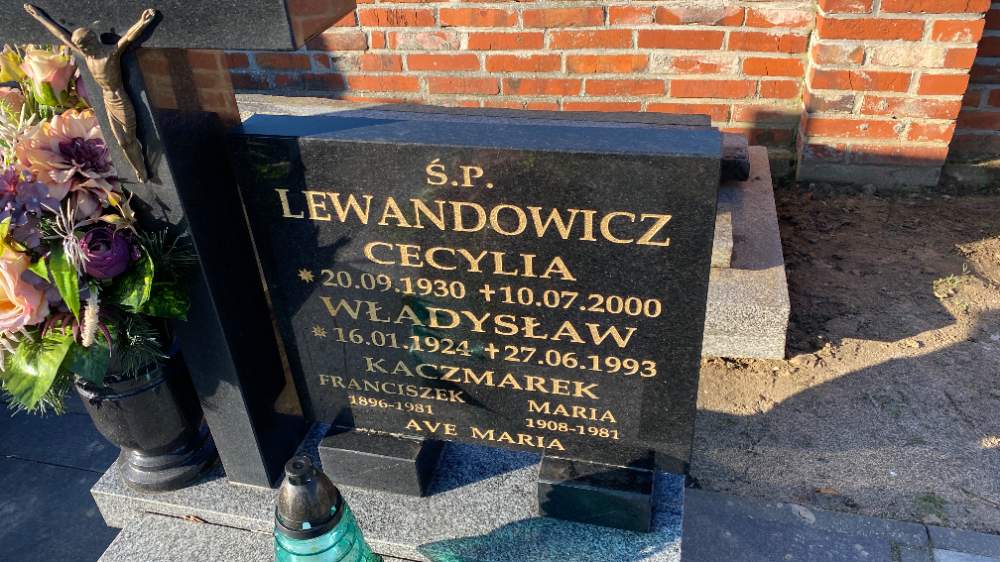 Ś.P.
LEWANDOWICZ
CECYLIA
* 20.09.1930 +10.07.2000
WŁADYSŁAW
* 16.01.1924 + 27.06.1993
KACZMAREK
FRANCISZEK MARIA
1896-1981 1908-1981
AVE MARIA